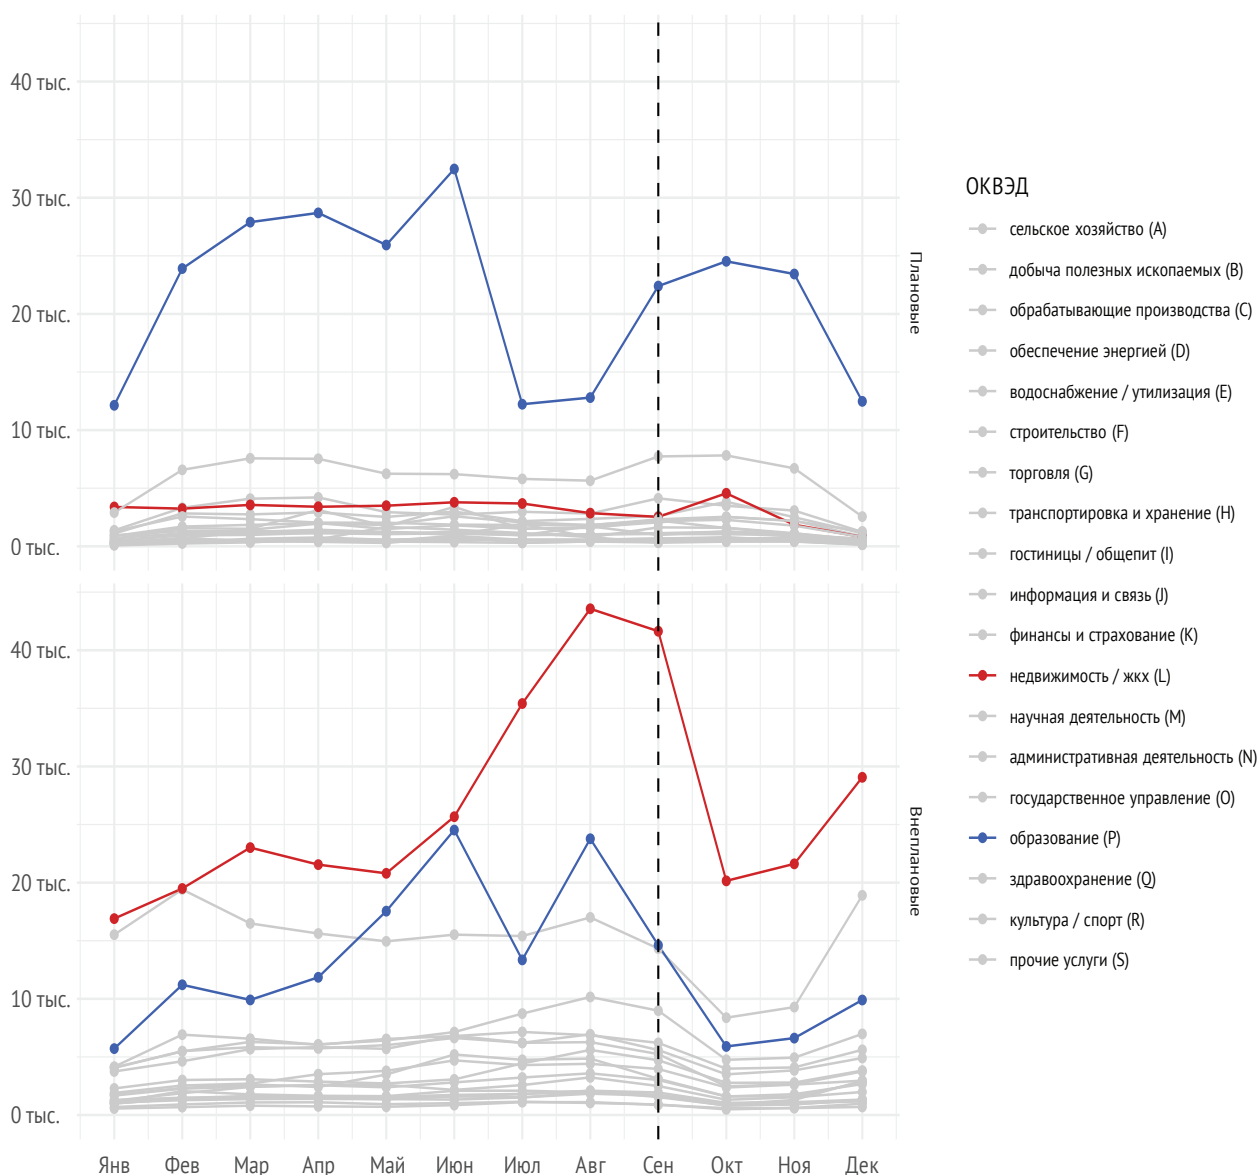 40 тыс.
30 тыс.
20 тыс.
10 тыс.
0 тыс.
Плановые
40 тыс.
30 тыс.
20 тыс.
10 тыс.
0 тыс.
Внеплановые
Янв Фев Мар Апр Май Июн Июл Авг Сен Окт Ноя Дек
ОКВЭД
сельское хозяйство (A)
добыча полезных ископаемых (B)
обрабатывающие производства (C)
обеспечение энергией (D)
водоснабжение / утилизация (E)
строительство (F)
торговля (G)
транспортировка и хранение (H)
гостиницы / общепит (I)
информация и связь (J)
финансы и страхование (K)
недвижимость / жкх (L)
научная деятельность (M)
административная деятельность (N)
государственное управление (O)
образование (P)
здравоохранение (Q)
культура / спорт (R)
прочие услуги (S)